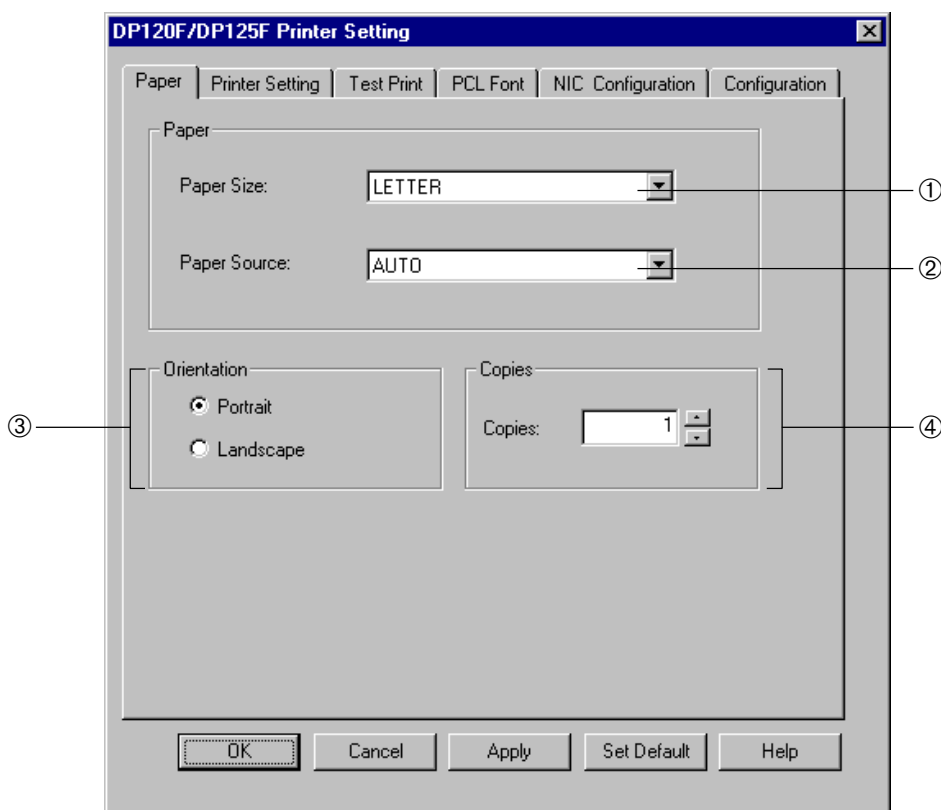 DP120F/DP125F Printer Setting
Paper Printer Setting Test Print PCL Font NIC Configuration Configuration
Paper
Paper Size: LETTER ①
Paper Source: AUTO ②
Orientation Copies
③ Portrait
Copies: 1 ④
Landscape
OK Cancel Apply Set Default Help